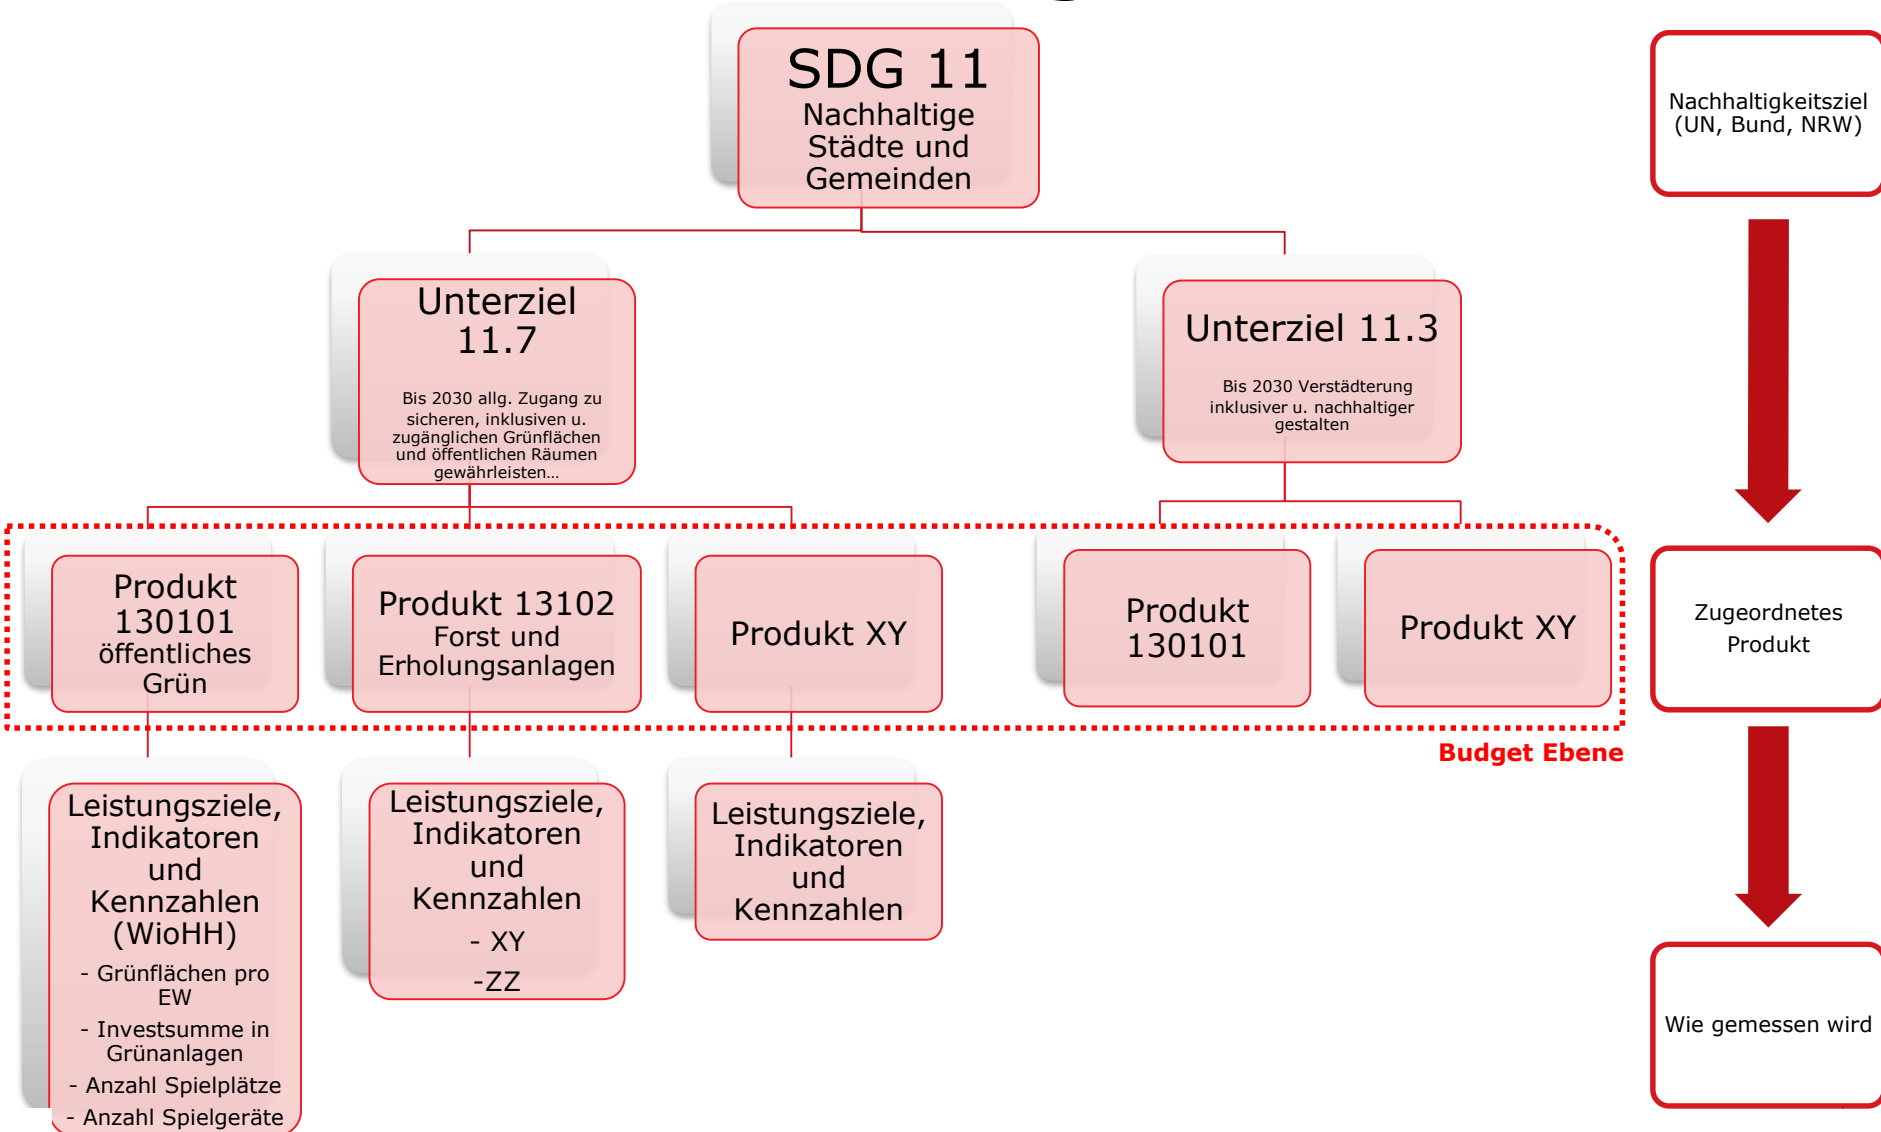 SDG 11
Nachhaltige
Städte und
Gemeinden
Nachhaltigkeitsziel
(UN, Bund, NRW)
Unterziel
11.7
Bis 2030 allg. Zugang zu
sicheren, inklusiven u.
zugänglichen Grünflächen
und öffentlichen Räumen
gewährleisten...
Unterziel 11.3
Bis 2030 Verstädterung
inklusiver u. nachhaltiger
gestalten
Produkt
130101
öffentliches
Grün
Produkt 13102
Forst und
Erholungsanlagen
Produkt XY
Produkt
130101
Produkt XY
Zugeordnetes
Produkt
Budget Ebene
Leistungsziele,
Indikatoren
und
Kennzahlen
(WioHH)
- Grünflächen pro
EW
- Investsumme in
Grünanlagen
- Anzahl Spielplätze
- Anzahl Spielgeräte
Leistungsziele,
Indikatoren
und
Kennzahlen
- XY
-ZZ
Leistungsziele,
Indikatoren
und
Kennzahlen
Wie gemessen wird